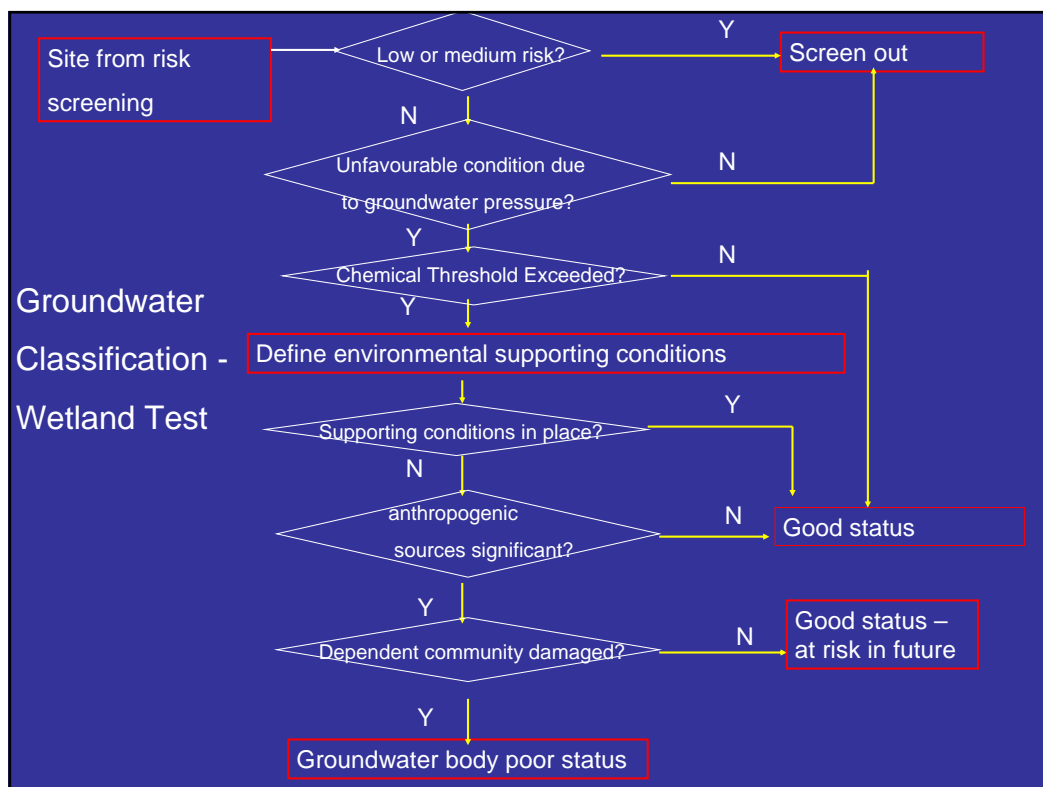 Site from risk
screening
Low or medium risk?
Y
Screen out
N
Unfavourable condition due
to groundwater pressure?
N
Y
Chemical Threshold Exceeded?
N
Y
Groundwater
Classification -
Wetland Test
Define environmental supporting conditions
Supporting conditions in place?
Y
N
anthropogenic
sources significant?
N
Good status
Y
Dependent community damaged?
N
Good status –
at risk in future
Y
Groundwater body poor status